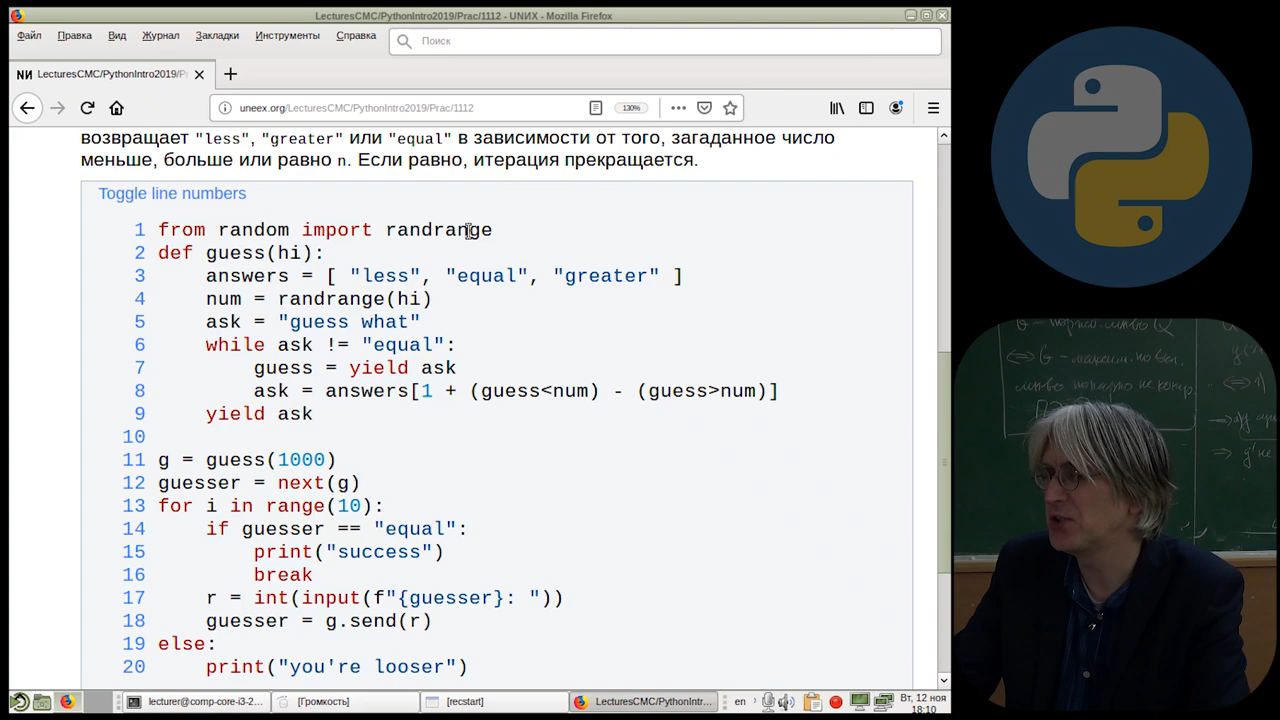 LecturesCMC/PythonIntro2019/Prac/1112 - UNИX - Mozilla Firefox
Файл Правка Вид Журнал Закладки Инструменты Справка Поиск
NИ LecturesCMC/PythonIntro2019/P
uneex.org/LecturesCMC/PythonIntro2019/Prac/1112 130%
возвращает "less", "greater" или "equal" в зависимости от того, загаданное число
меньше, больше или равно n. Если равно, итерация прекращается.
Toggle line numbers
1 from random import randrange
2 def guess(hi):
3 answers = [ "less", "equal", "greater" ]
4 num = randrange(hi)
5 ask = "guess what"
6 while ask != "equal":
7 guess = yield ask
8 ask = answers[1 + (guess<num) - (guess>num)]
9 yield ask
10
11 g = guess(1000)
12 guesser = next(g)
13 for i in range(10):
14 if guesser == "equal":
15 print("success")
16 break
17 r = int(input(f"{guesser}: "))
18 guesser = g.send(r)
19 else:
20 print("you're looser")
lecturer@comp-core-i3-2... [Громкость] [recstart] LecturesCMC/PythonIntr... en Вт, 12 ноя
18:10